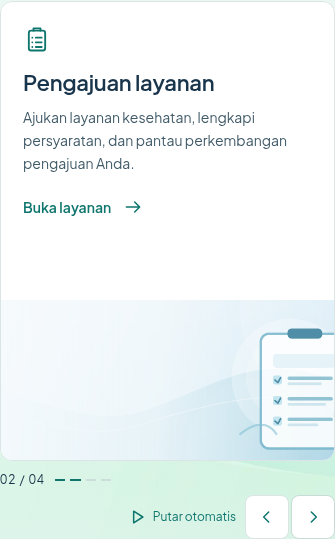 Pengajuan layanan
Ajukan layanan kesehatan, lengkapi
persyaratan, dan pantau perkembangan
pengajuan Anda.
Buka layanan
02 / 04
Putar otomatis